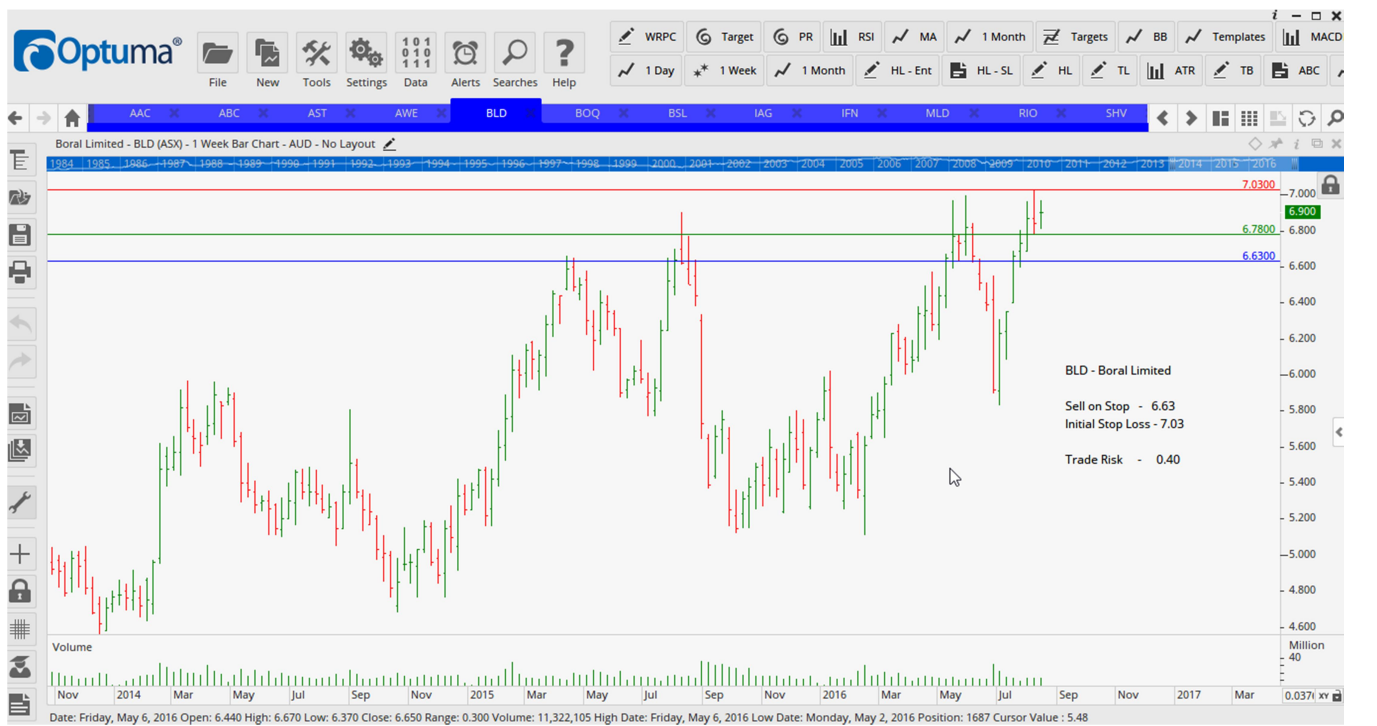 i
Optuma®
File New Tools Settings Data Alerts Searches Help
WRPC Target PR RSI MA 1 Month Targets BB Templates MACD
1 Day 1 Week 1 Month HL - Ent HL - SL HL TL ATR TB ABC
AAC ABC AST AWE BLD BOQ BSL IAG IFN MLD RIO SHV
Boral Limited - BLD (ASX) - 1 Week Bar Chart - AUD - No Layout
1984 1985 1986 1987 1988 1989 1990 1991 1992 1993 1994 1995 1996 1997 1998 1999 2000 2001 2002 2003 2004 2005 2006 2007 2008 2009 2010 2011 2012 2013 2014 2015 2016
7.0300
7.000
6.900
6.7800
6.800
6.6300
6.600
6.400
6.200
6.000
5.800
5.600
5.400
5.200
5.000
4.800
4.600
BLD - Boral Limited
Sell on Stop - 6.63
Initial Stop Loss - 7.03
Trade Risk - 0.40
Volume
Million
40
Nov 2014 Mar May Jul Sep Nov 2015 Mar May Jul Sep Nov 2016 Mar May Jul Sep Nov 2017 Mar
XY
Date: Friday, May 6, 2016 Open: 6.440 High: 6.670 Low: 6.370 Close: 6.650 Range: 0.300 Volume: 11,322,105 High Date: Friday, May 6, 2016 Low Date: Monday, May 2, 2016 Position: 1687 Cursor Value : 5.48